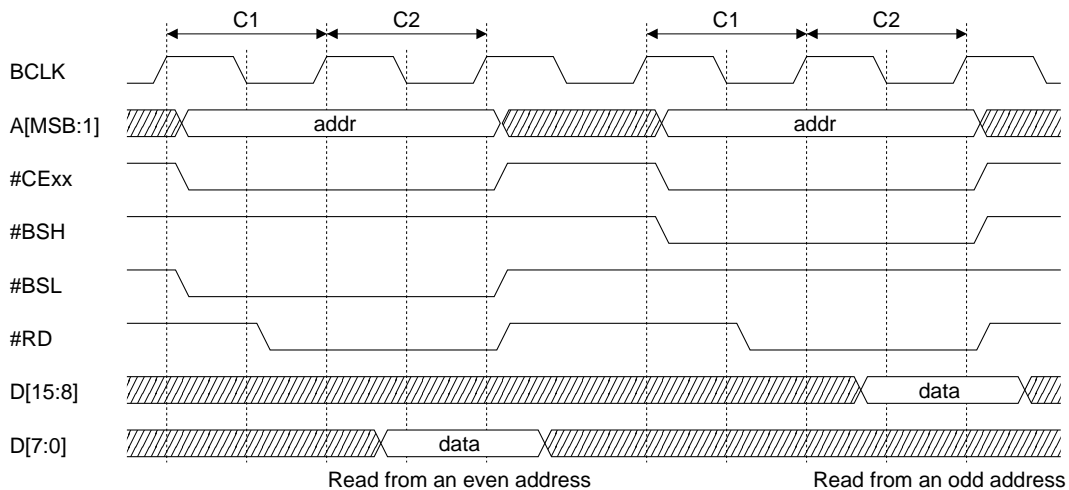 C1 C2 C1 C2
BCLK
A[MSB:1] addr addr
#CExx
#BSH
#BSL
#RD
D[15:8] data
D[7:0] data
Read from an even address Read from an odd address